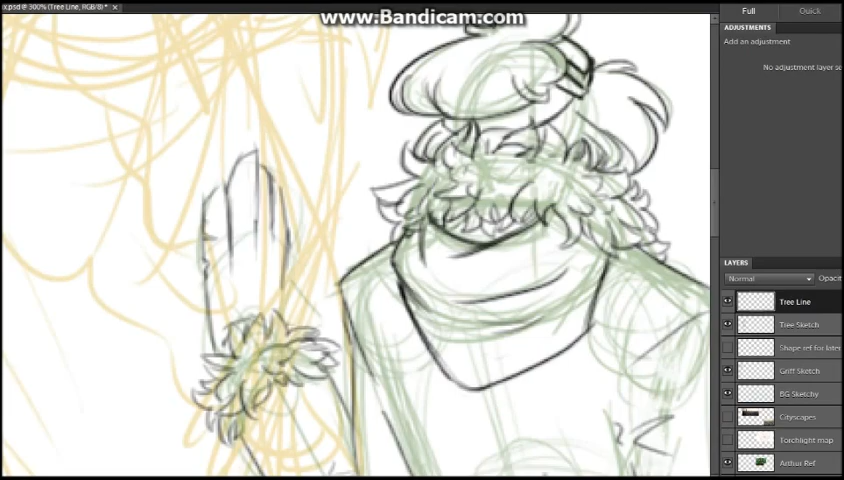 x.psd @ 300% (Tree Line, RGB/8) *
www.Bandicam.com
Full Quick
ADJUSTMENTS
Add an adjustment
No adjustment layer se
LAYERS
Normal Opacit
Tree Line
Tree Sketch
Shape ref for later
Griff Sketch
BG Sketchy
Cityscapes
Torchlight map
Arthur Ref